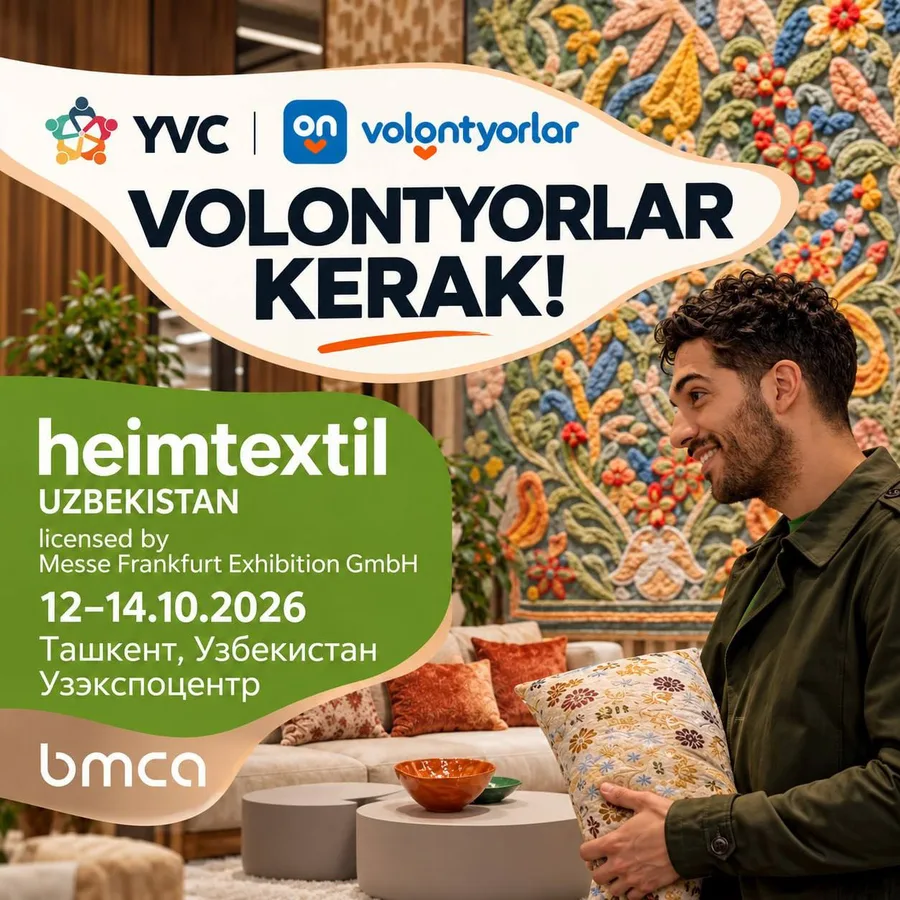 YVC
on volontyorlar
VOLONTYORLAR
KERAK!
heimtextil
UZBEKISTAN
licensed by
Messe Frankfurt Exhibition GmbH
12–14.10.2026
Ташкент, Узбекистан
Узэкспоцентр
bmca